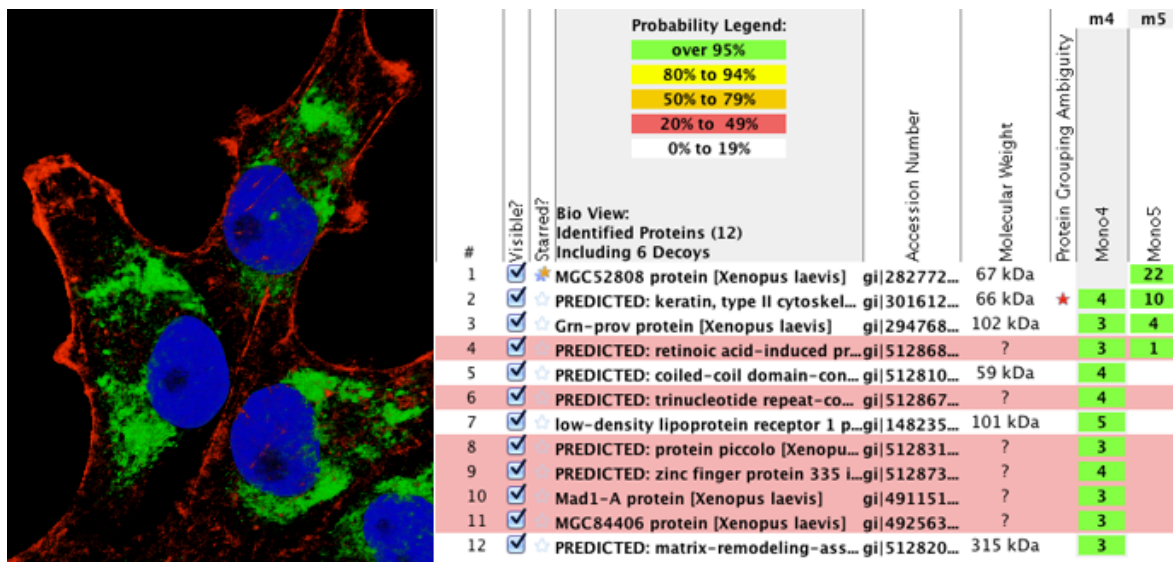 Probability Legend:
over 95%
80% to 94%
50% to 79%
20% to 49%
0% to 19%
Bio View:
Identified Proteins (12)
Including 6 Decoys
#
Visible?
Starred?
Accession Number
Molecular Weight
Protein Grouping Ambiguity
m4 m5
Mono4
Mono5
1 MGC52808 protein [Xenopus laevis] gi|282772... 67 kDa 22
2 PREDICTED: keratin, type II cytoskel... gi|301612... 66 kDa 4 10
3 Grn-prov protein [Xenopus laevis] gi|294768... 102 kDa 3 4
4 PREDICTED: retinoic acid-induced pr... gi|512868... ? 3 1
5 PREDICTED: coiled-coil domain-con... gi|512810... 59 kDa 4
6 PREDICTED: trinucleotide repeat-co... gi|512867... ? 4
7 low-density lipoprotein receptor 1 p... gi|148235... 101 kDa 5
8 PREDICTED: protein piccolo [Xenopu... gi|512831... ? 3
9 PREDICTED: zinc finger protein 335 i... gi|512873... ? 4
10 Mad1-A protein [Xenopus laevis] gi|491151... ? 3
11 MGC84406 protein [Xenopus laevis] gi|492563... ? 3
12 PREDICTED: matrix-remodeling-ass... gi|512820... 315 kDa 3